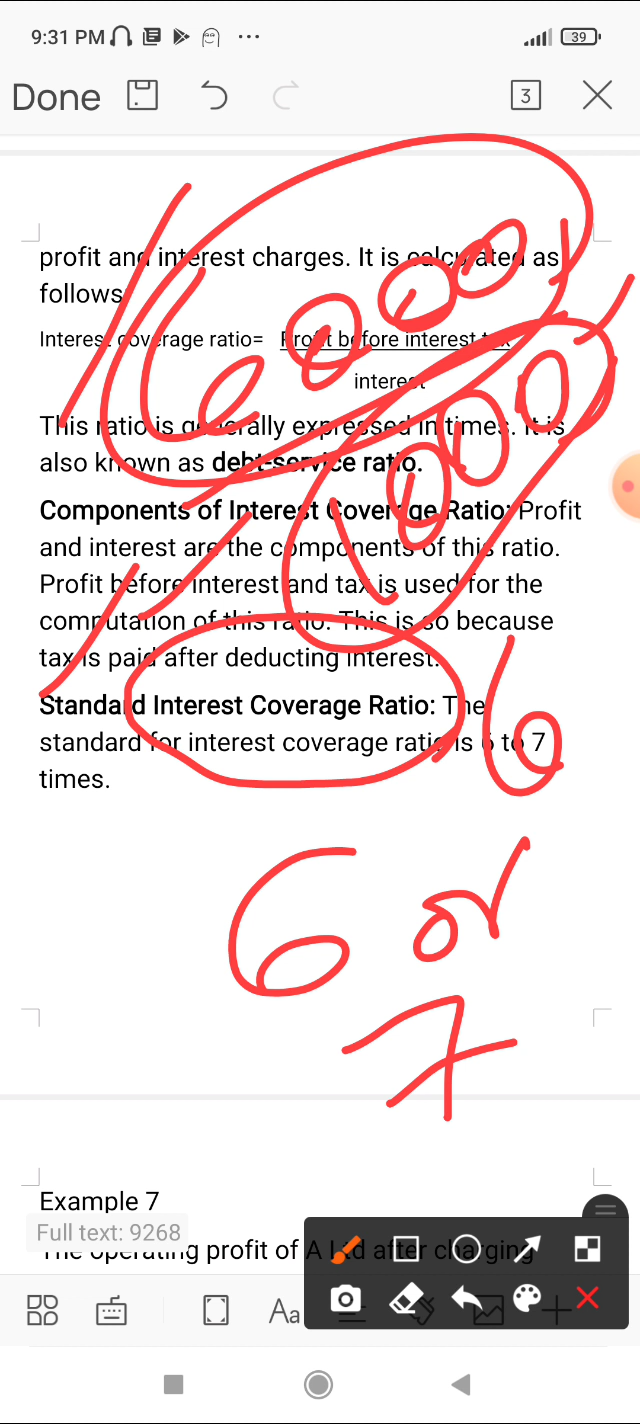 9:31 PM
39
Done
3
profit and interest charges. It is calculated as
follows
Interest coverage ratio= Profit before interest tax
interest
This ratio is generally expressed in times. It is
also known as debt-service ratio.
Components of Interest Coverage Ratio: Profit
and interest are the components of this ratio.
Profit before interest and tax is used for the
computation of this ratio. This is so because
tax is paid after deducting interest.
Standard Interest Coverage Ratio: The
standard for interest coverage ratio is 6 to 7
times.
6000
1000
6
6 or
7
Example 7
Full text: 9268
The operating profit of A Ltd after charging
Aa